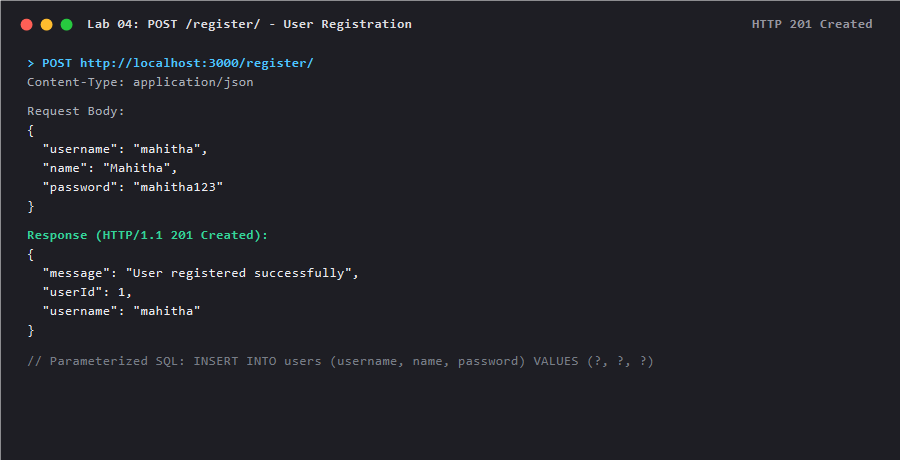 Lab 04: POST /register/ - User Registration
HTTP 201 Created
> POST http://localhost:3000/register/
Content-Type: application/json
Request Body:
{
  "username": "mahitha",
  "name": "Mahitha",
  "password": "mahitha123"
}
Response (HTTP/1.1 201 Created):
{
  "message": "User registered successfully",
  "userId": 1,
  "username": "mahitha"
}
// Parameterized SQL: INSERT INTO users (username, name, password) VALUES (?, ?, ?)